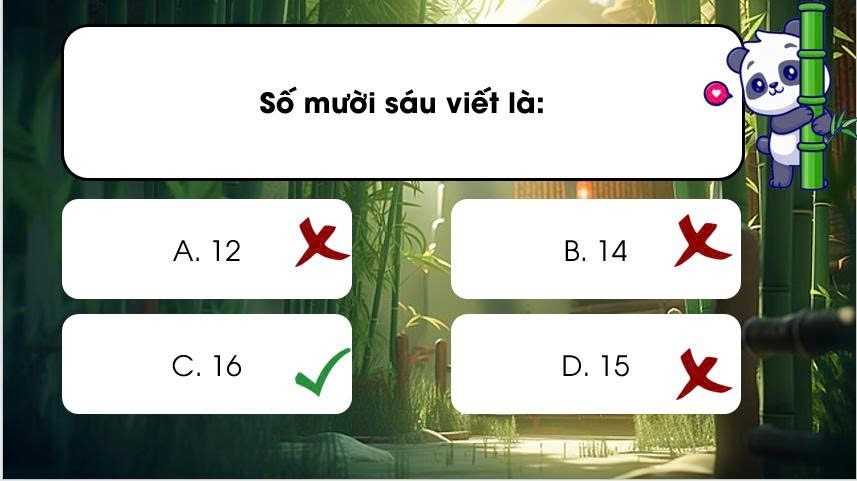 Số mười sáu viết là:
A. 12
B. 14
C. 16
D. 15